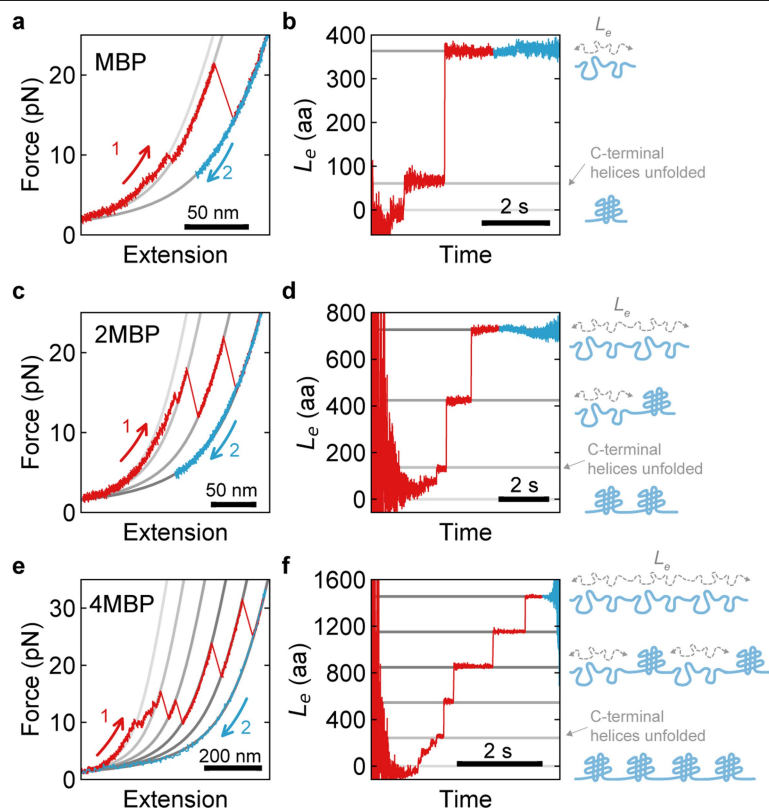 a
MBP
Force (pN)
20
10
0
1
2
50 nm
Extension
b
L_e (aa)
400
300
200
100
0
2 s
Time
L_e
C-terminal
helices unfolded
c
2MBP
Force (pN)
20
10
0
1
2
50 nm
Extension
d
L_e (aa)
800
600
400
200
0
2 s
Time
L_e
C-terminal
helices unfolded
e
4MBP
Force (pN)
30
20
10
0
1
2
200 nm
Extension
f
L_e (aa)
1600
1200
800
400
0
2 s
Time
L_e
C-terminal
helices unfolded